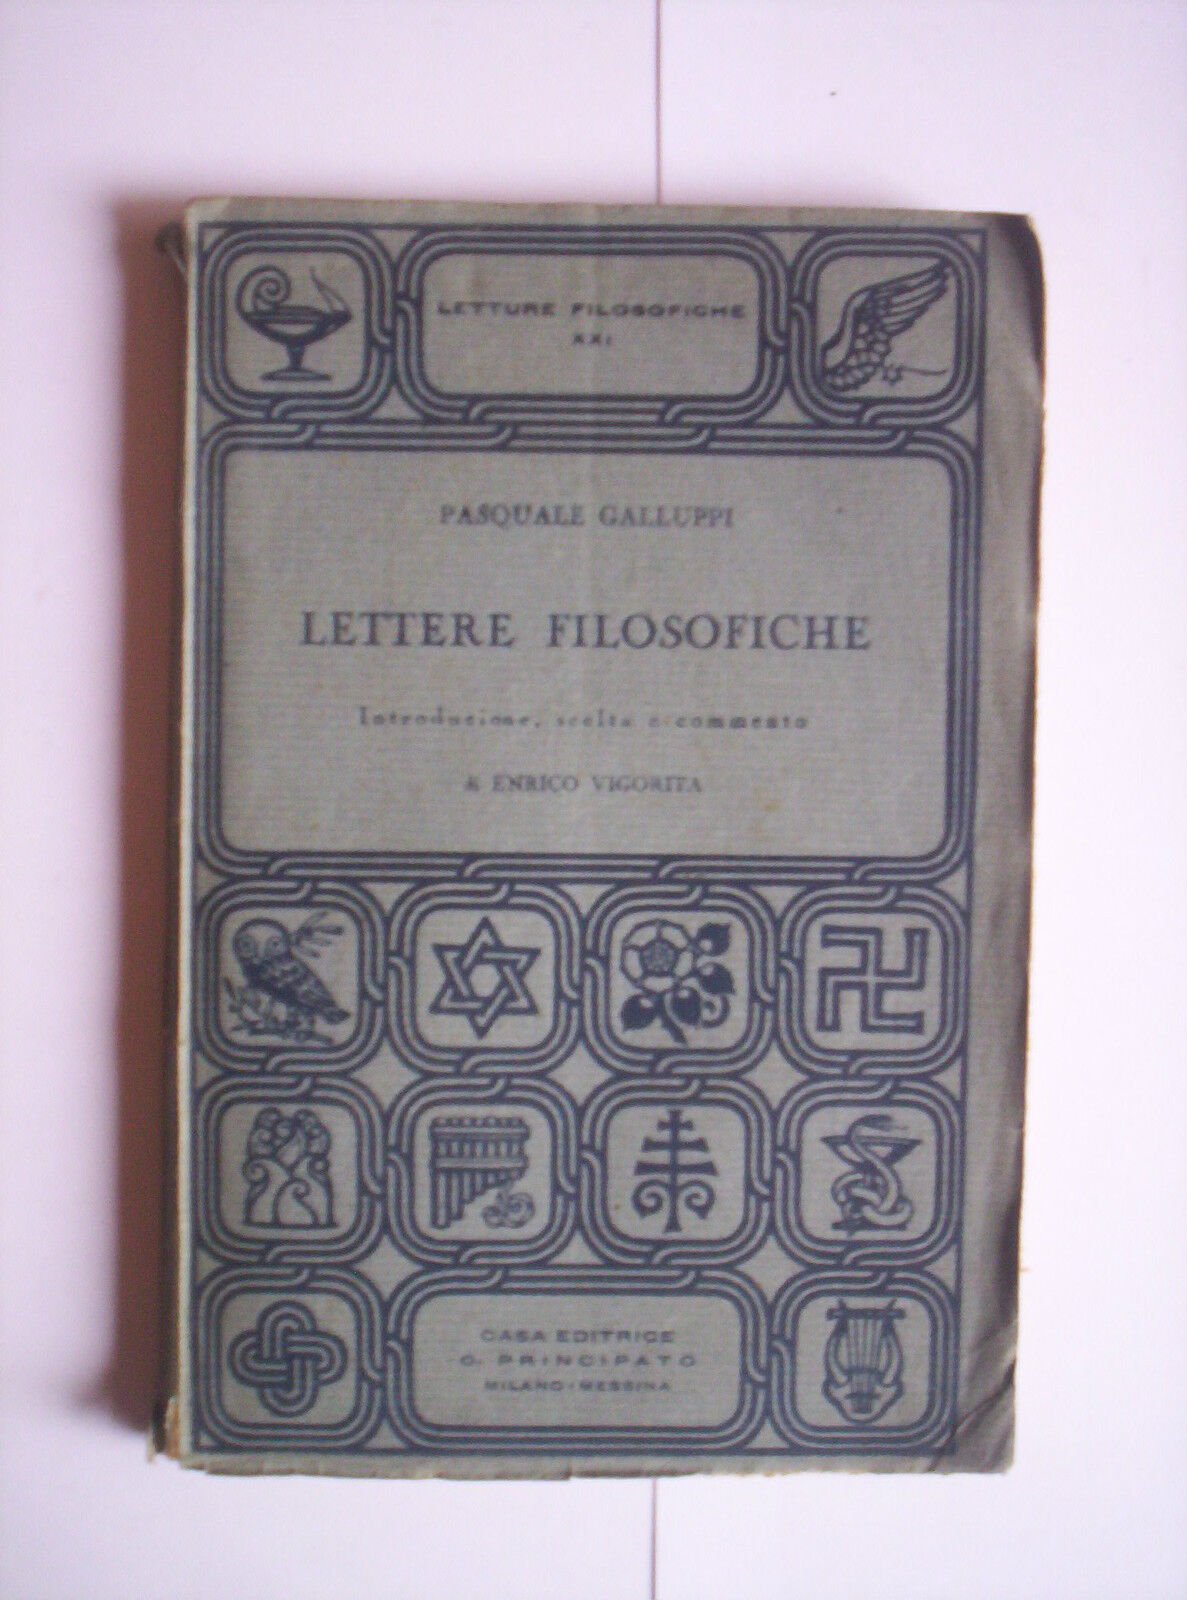 LETTURE FILOSOFICHE
XXI
PASQUALE GALLUPPI
LETTERE FILOSOFICHE
Introduzione, scelta e commento
di ENRICO VIGORITA
CASA EDITRICE
G. PRINCIPATO
MILANO-MESSINA